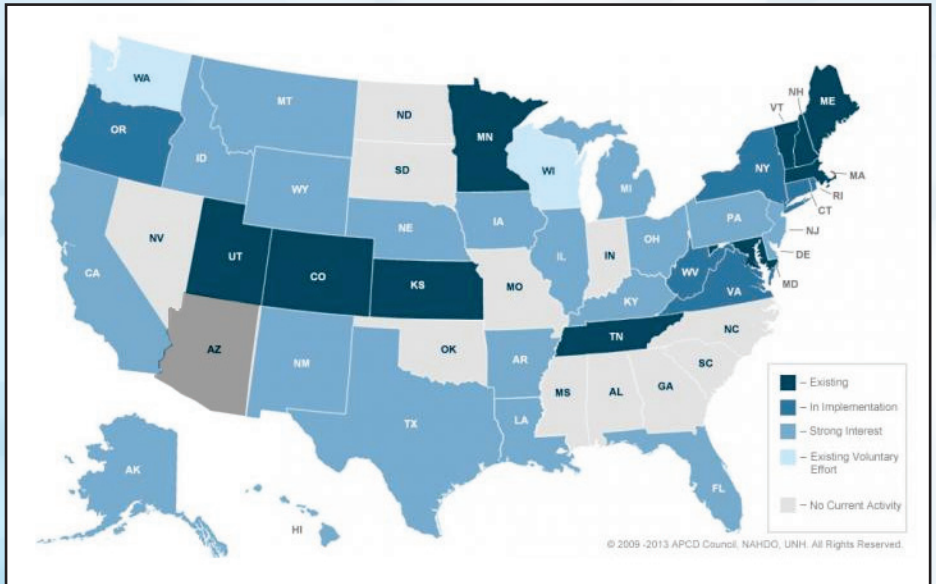 WA
MT
ND
MN
OR
ID
SD
WI
WY
MI
NY
VT
NH
ME
MA
RI
CT
NJ
DE
MD
NV
UT
CO
NE
IA
IL
IN
OH
PA
WV
VA
CA
KS
MO
KY
AZ
NM
OK
AR
TN
NC
SC
MS
AL
GA
TX
LA
FL
AK
HI
– Existing
– In Implementation
– Strong Interest
– Existing Voluntary
Effort
– No Current Activity
© 2009 -2013 APCD Council, NAHDO, UNH. All Rights Reserved.